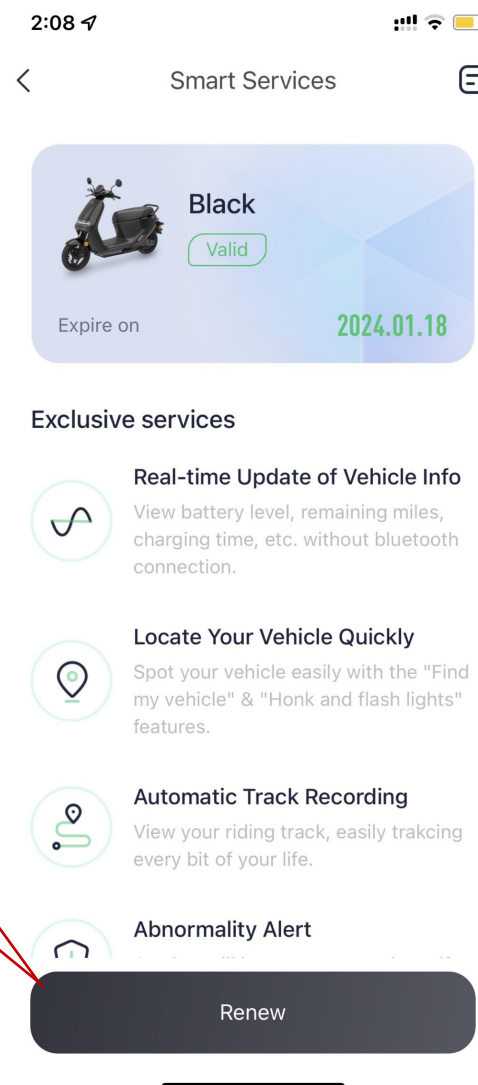 2:08
Smart Services
Black
Valid
Expire on
2024.01.18
Exclusive services
Real-time Update of Vehicle Info
View battery level, remaining miles,
charging time, etc. without bluetooth
connection.
Locate Your Vehicle Quickly
Spot your vehicle easily with the "Find
my vehicle" & "Honk and flash lights"
features.
Automatic Track Recording
View your riding track, easily trakcing
every bit of your life.
Abnormality Alert
Renew